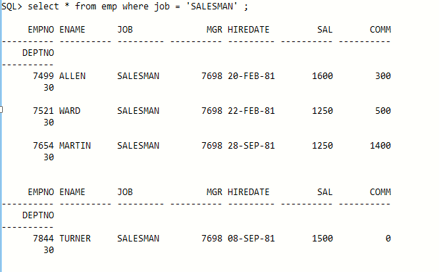 SQL> select * from emp where job = 'SALESMAN' ;
EMPNO ENAME JOB MGR HIREDATE SAL COMM
---------- ---------- --------- ---------- --------- ---------- ----------
DEPTNO
----------
7499 ALLEN SALESMAN 7698 20-FEB-81 1600 300
30
7521 WARD SALESMAN 7698 22-FEB-81 1250 500
30
7654 MARTIN SALESMAN 7698 28-SEP-81 1250 1400
30
EMPNO ENAME JOB MGR HIREDATE SAL COMM
---------- ---------- --------- ---------- --------- ---------- ----------
DEPTNO
----------
7844 TURNER SALESMAN 7698 08-SEP-81 1500 0
30